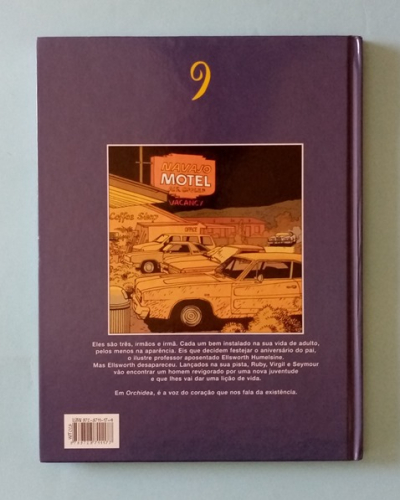 9
NAVAJO
MOTEL
VACANCY
Coffee Shop
OFFICE
Eles são três, irmãos e irmã. Cada um bem instalado na sua vida de adulto,
pelos menos na aparência. Eis que decidem festejar o aniversário do pai,
o ilustre professor aposentado Ellsworth Humelsine.
Mas Ellsworth desapareceu. Lançados na sua pista, Ruby, Virgil e Seymour
vão encontrar um homem revigorado por uma nova juventude
e que lhes vai dar uma lição de vida.
Em Orchidea, é a voz do coração que nos fala da existência.